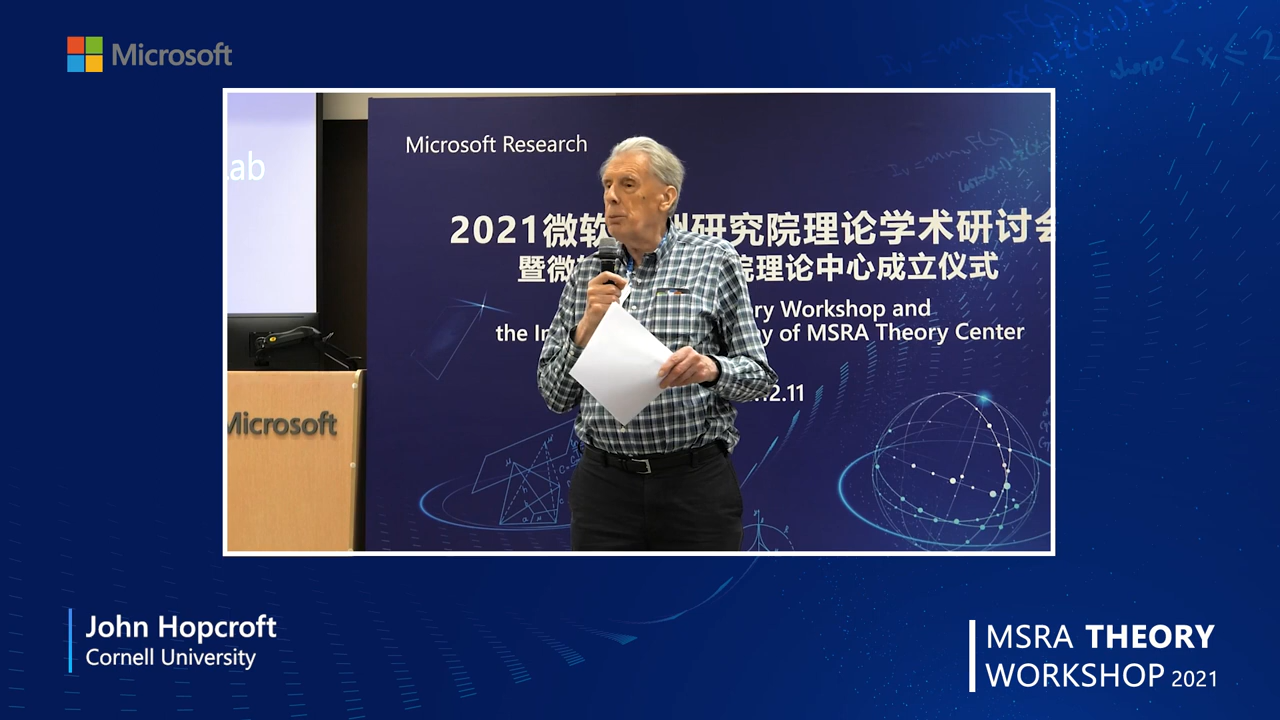 Microsoft
ab
Microsoft Research
2021微软 研究院理论学术研讨会
暨微 院理论中心成立仪式
Workshop and
the of MSRA Theory Center
12.11
Microsoft
John Hopcroft
Cornell University
MSRA THEORY
WORKSHOP 2021